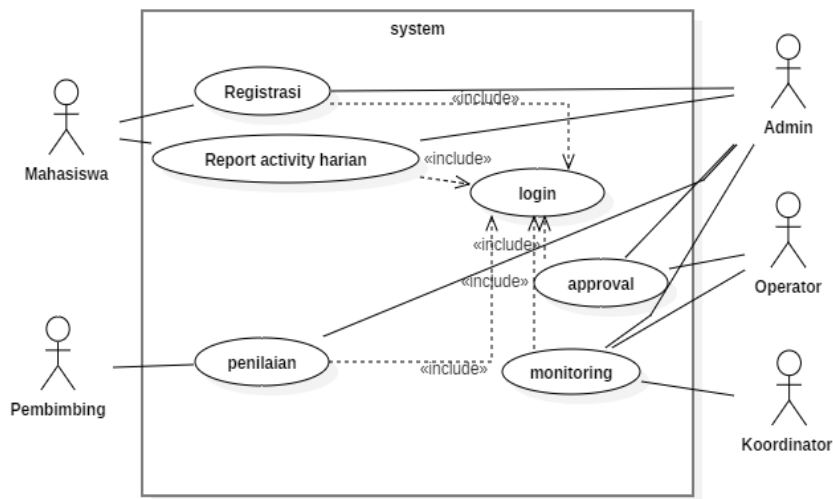 system
Registrasi
«include»
Admin
Mahasiswa
Report activity harian
«include»
login
«include»
«include»
approval
Operator
Pembimbing
penilaian
«include»
monitoring
Koordinator